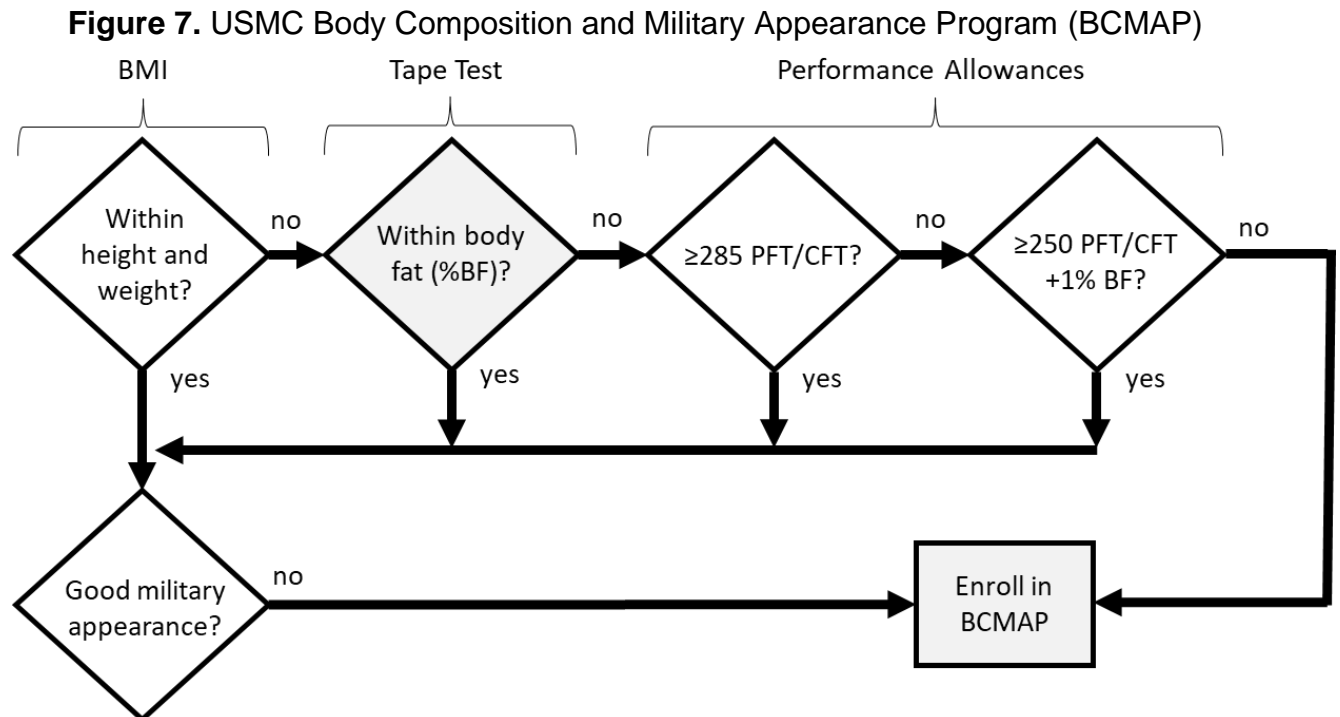 Figure 7. USMC Body Composition and Military Appearance Program (BCMAP)
BMI
Tape Test
Performance Allowances
Within
height and
weight?
no
Within body
fat (%BF)?
no
≥285 PFT/CFT?
no
≥250 PFT/CFT
+1% BF?
no
yes
yes
yes
yes
Good military
appearance?
no
Enroll in
BCMAP